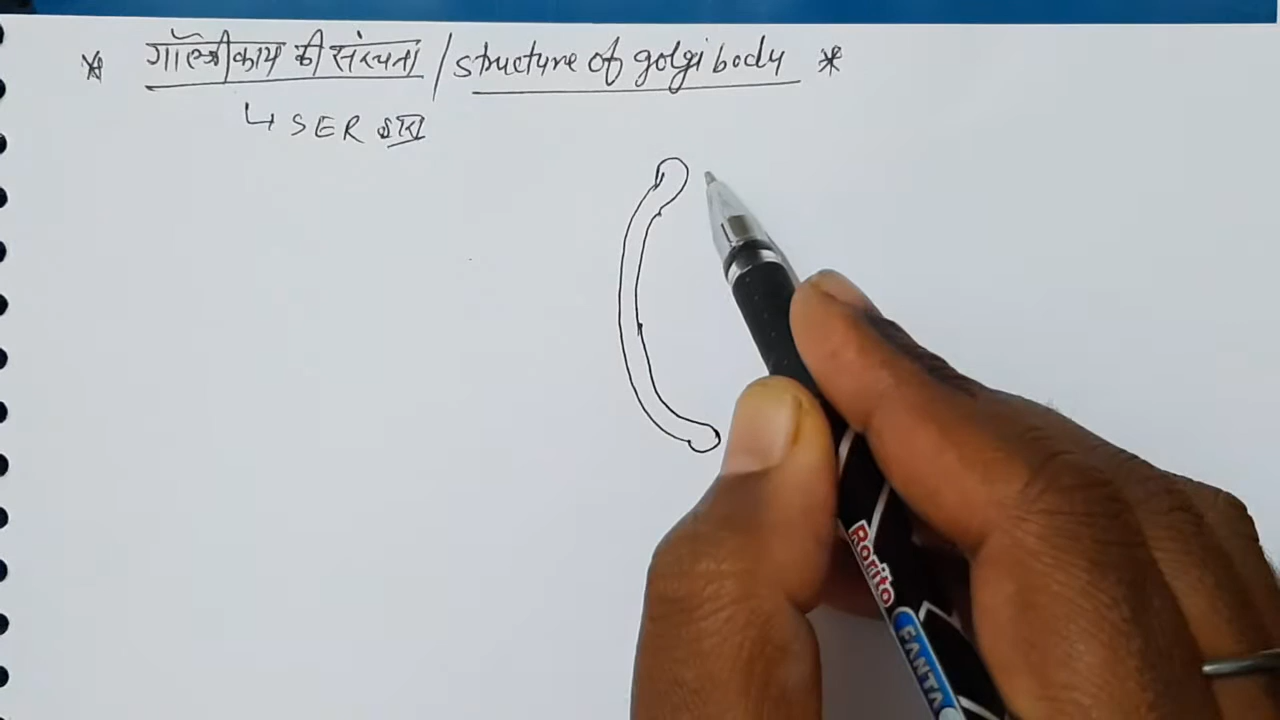 * गॉल्जीकाय की संरचना / structure of golgi body *
↳ SER द्वारा
Rorito
FANTA